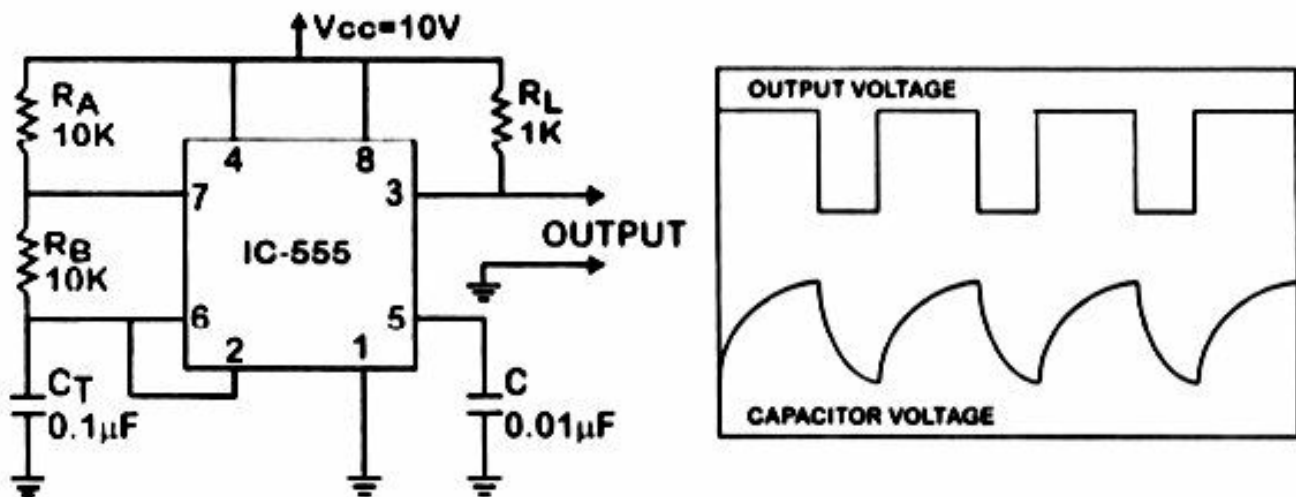 Vcc=10V
RA
10K
RL
1K
4
8
7
3
RB
10K
IC-555
OUTPUT
6
5
2
1
CT
0.1µF
C
0.01µF
OUTPUT VOLTAGE
CAPACITOR VOLTAGE